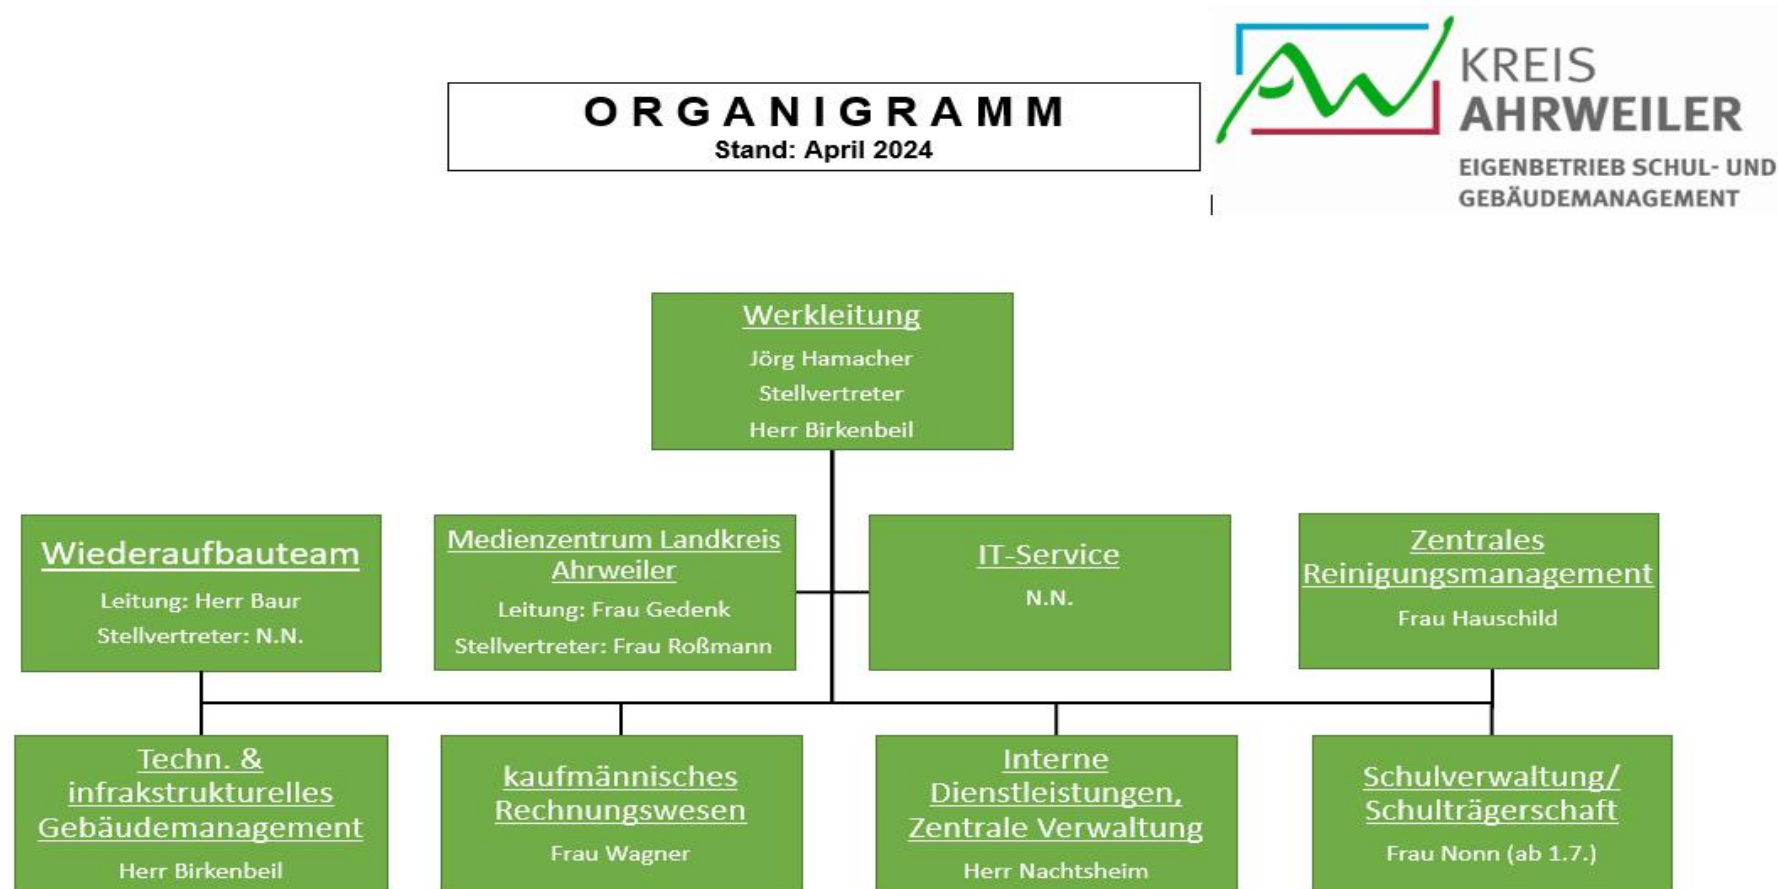 ORGANIGRAMM
Stand: April 2024
AW
KREIS
AHRWEILER
EIGENBETRIEB SCHUL- UND
GEBÄUDEMANAGEMENT
Werkleitung
Jörg Hamacher
Stellvertreter
Herr Birkenbeil
Wiederaufbauteam
Leitung: Herr Baur
Stellvertreter: N.N.
Medienzentrum Landkreis
Ahrweiler
Leitung: Frau Gedenk
Stellvertreter: Frau Roßmann
IT-Service
N.N.
Zentrales
Reinigungsmanagement
Frau Hauschild
Techn. &
infrakstrukturelles
Gebäudemanagement
Herr Birkenbeil
kaufmännisches
Rechnungswesen
Frau Wagner
Interne
Dienstleistungen,
Zentrale Verwaltung
Herr Nachtsheim
Schulverwaltung/
Schulträgerschaft
Frau Nonn (ab 1.7.)